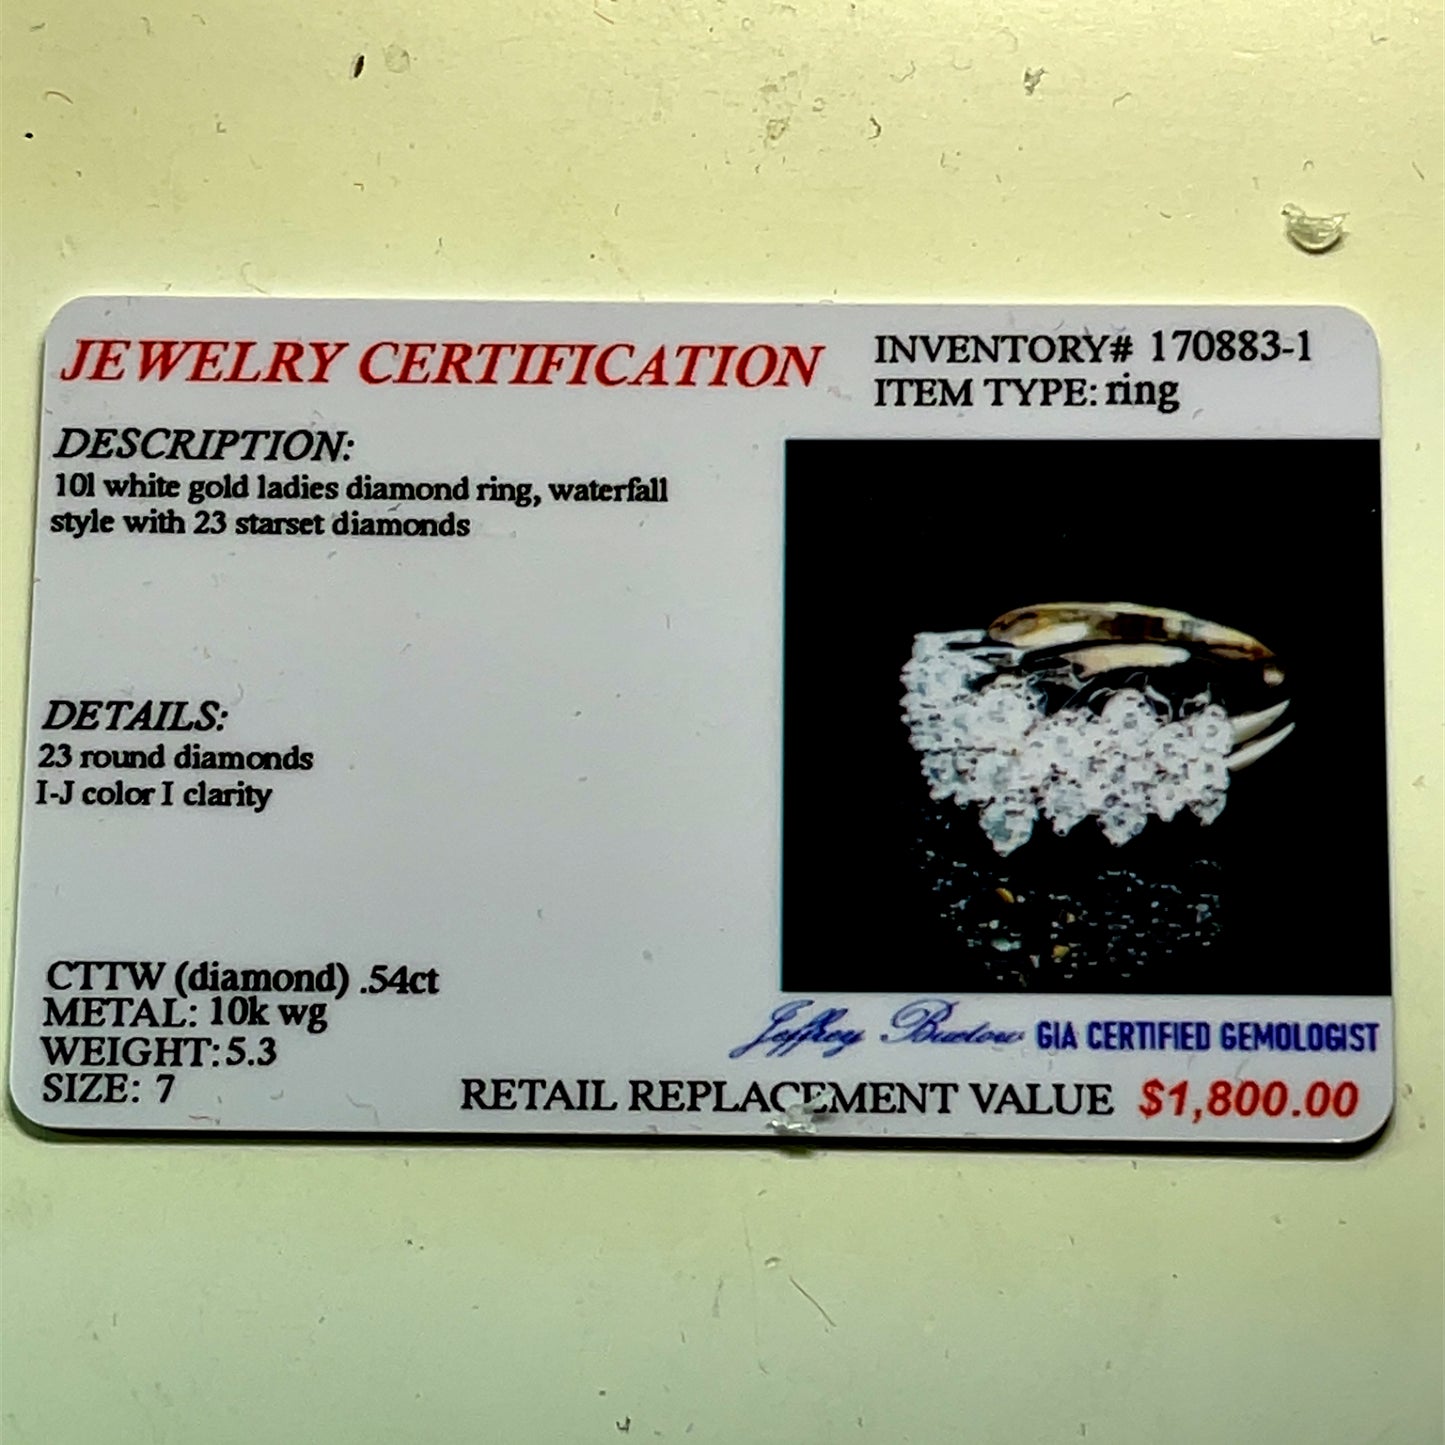 JEWELRY CERTIFICATION
INVENTORY# 170883-1
ITEM TYPE: ring
DESCRIPTION:
10l white gold ladies diamond ring, waterfall
style with 23 starset diamonds
DETAILS:
23 round diamonds
I-J color I clarity
CTTW (diamond) .54ct
METAL: 10k wg
WEIGHT: 5.3
SIZE: 7
Jeffrey Buelow GIA CERTIFIED GEMOLOGIST
RETAIL REPLACEMENT VALUE $1,800.00